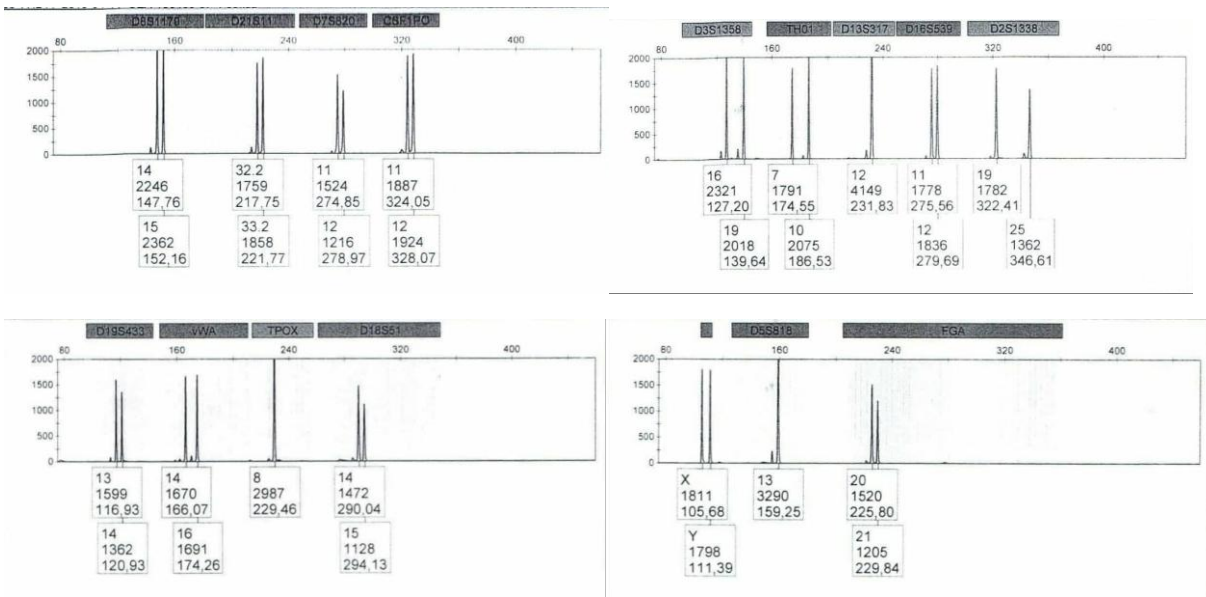 D8S1179 D21S11 D7S820 CSF1PO
80 160 240 320 400
2000
1500
1000
500
0
14 32.2 11 11
2246 1759 1524 1887
147,76 217,75 274,85 324,05
15 33.2 12 12
2362 1858 1216 1924
152,16 221,77 278,97 328,07
D3S1358 TH01 D13S317 D16S539 D2S1338
80 160 240 320 400
2000
1500
1000
500
0
16 7 12 11 19
2321 1791 4149 1778 1782
127,20 174,55 231,83 275,56 322,41
19 10 12 25
2018 2075 1836 1362
139,64 186,53 279,69 346,61
D19S433 vWA TPOX D18S51
80 160 240 320 400
2000
1500
1000
500
0
13 14 8 14
1599 1670 2987 1472
116,93 166,07 229,46 290,04
14 16 15
1362 1691 1128
120,93 174,26 294,13
D5S818 FGA
80 160 240 320 400
2000
1500
1000
500
0
X 13 20
1811 3290 1520
105,68 159,25 225,80
Y 21
1798 1205
111,39 229,84